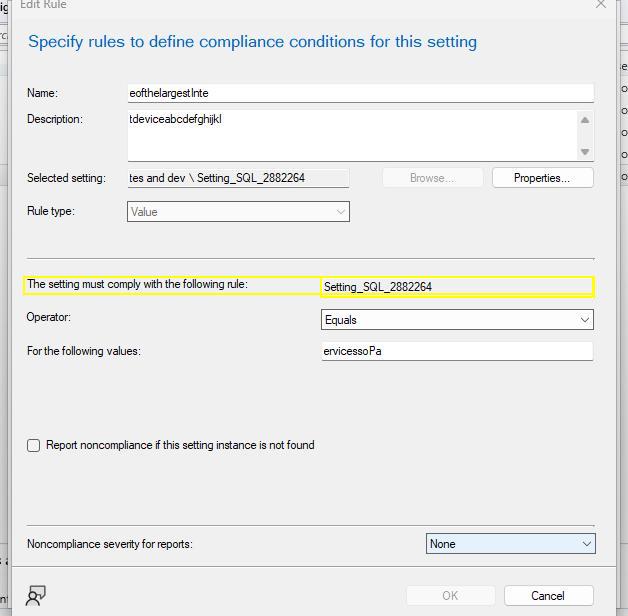 Edit Rule
Specify rules to define compliance conditions for this setting
Name:
eofthelargestInte
Description:
tdeviceabcdefghijkl
Selected setting:
tes and dev \ Setting_SQL_2882264
Browse...
Properties...
Rule type:
Value
The setting must comply with the following rule:
Setting_SQL_2882264
Operator:
Equals
For the following values:
ervicessoPa
Report noncompliance if this setting instance is not found
Noncompliance severity for reports:
None
OK
Cancel